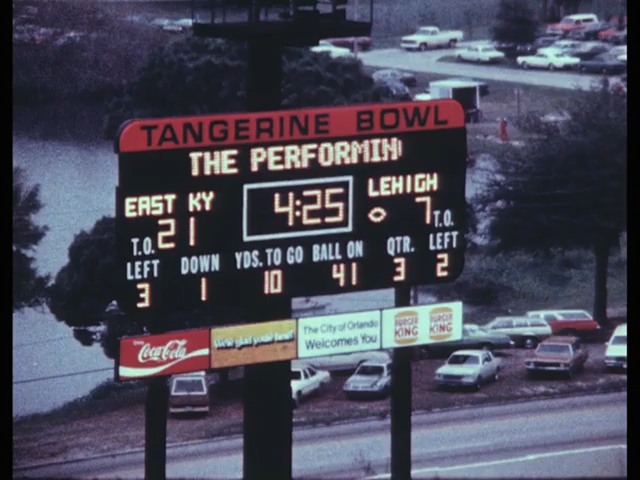 TANGERINE BOWL
THE PERFORMIN
EAST KY 4:25 LEHIGH
21 7
T.O. LEFT DOWN YDS. TO GO BALL ON QTR. T.O. LEFT
3 1 10 41 3 2
Coca-Cola
The City of Orlando
Welcomes You
BURGER KING BURGER KING